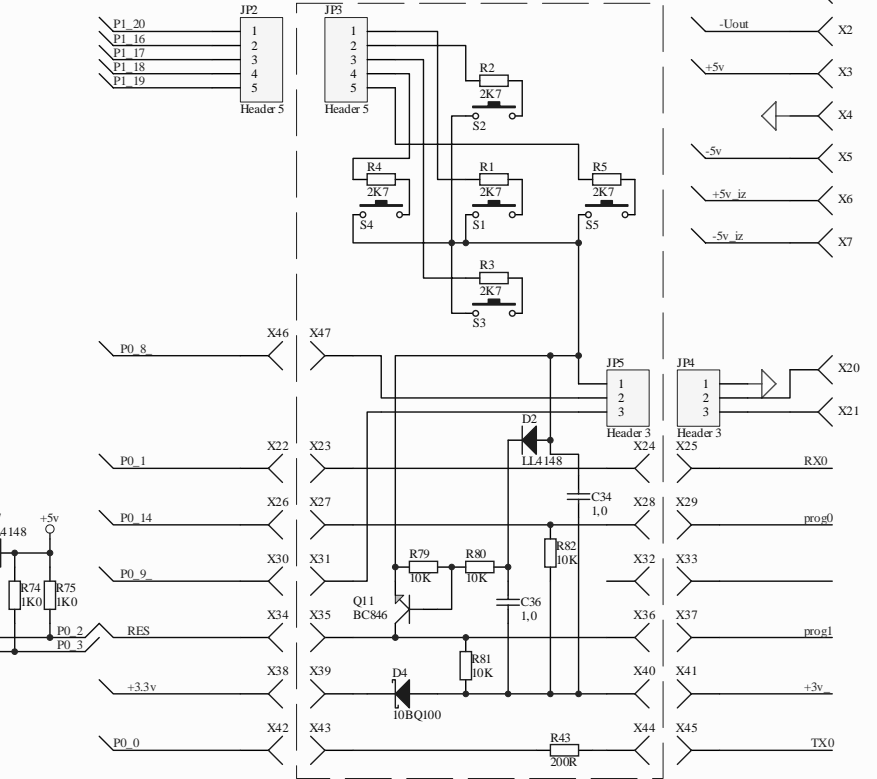 JP2
JP3
P1_20
P1_16
P1_17
P1_18
P1_19
1
2
3
4
5
Header 5
1
2
3
4
5
Header 5
R2
2K7
S2
R4
2K7
S4
R1
2K7
S1
R5
2K7
S5
R3
2K7
S3
-Uout
X2
+5v
X3
X4
-5v
X5
+5v_iz
X6
-5v_iz
X7
P0_8_
X46
X47
JP5
1
2
3
Header 3
JP4
1
2
3
Header 3
X20
X21
D2
LL4148
P0_1
X22
X23
X24
X25
RX0
C34
1,0
P0_14
X26
X27
X28
X29
prog0
4148
+5v
R74
1K0
R75
1K0
R82
10K
P0_9_
X30
X31
R79
10K
R80
10K
X32
X33
Q11
BC846
C36
1,0
P0_2
P0_3
RES
X34
X35
X36
X37
prog1
R81
10K
+3.3v
X38
X39
D4
10BQ100
X40
X41
+3v_
P0_0
X42
X43
R43
200R
X44
X45
TX0